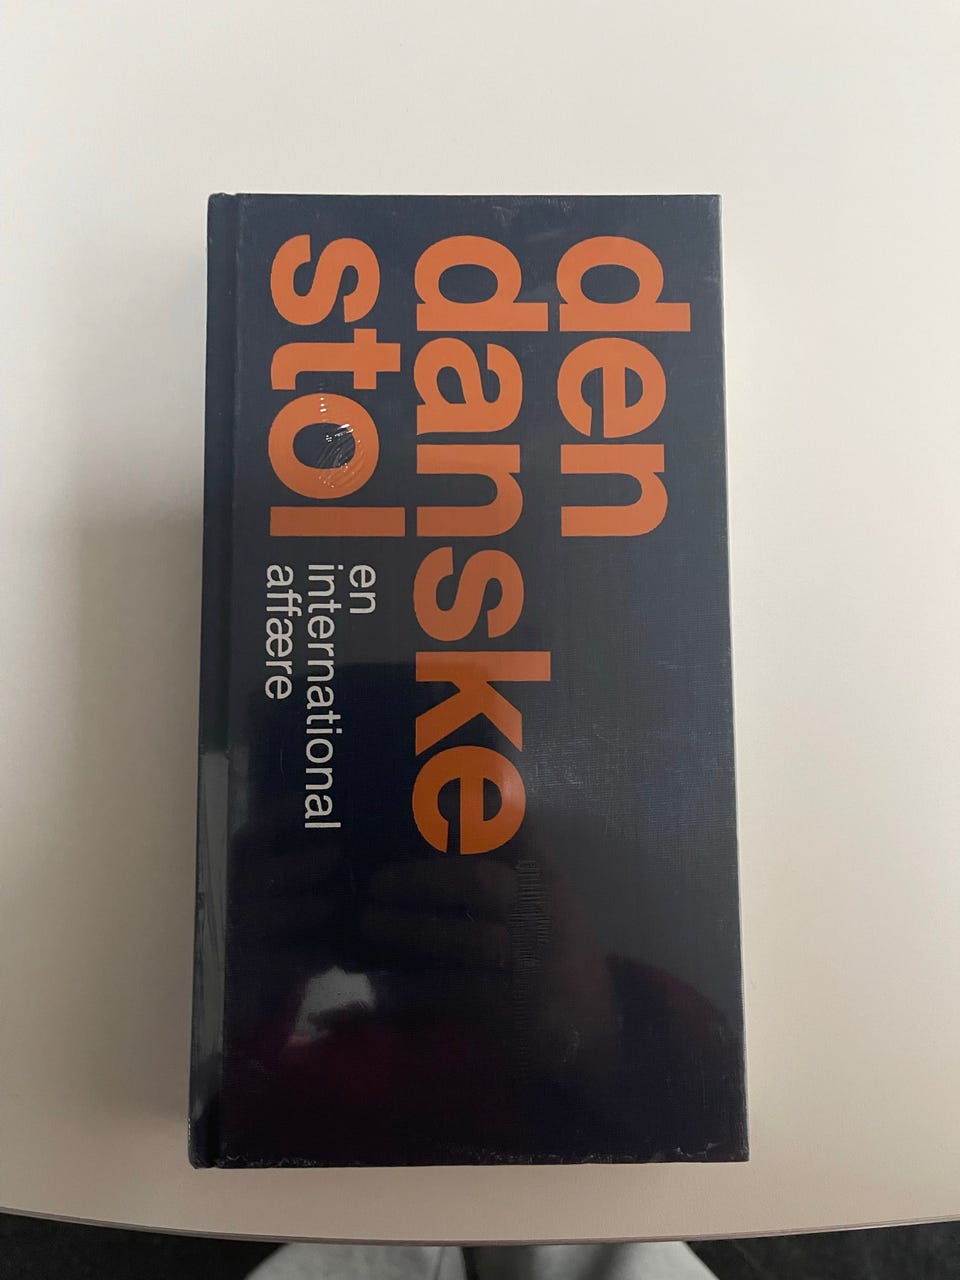 den
danske
stol
en
international
affære